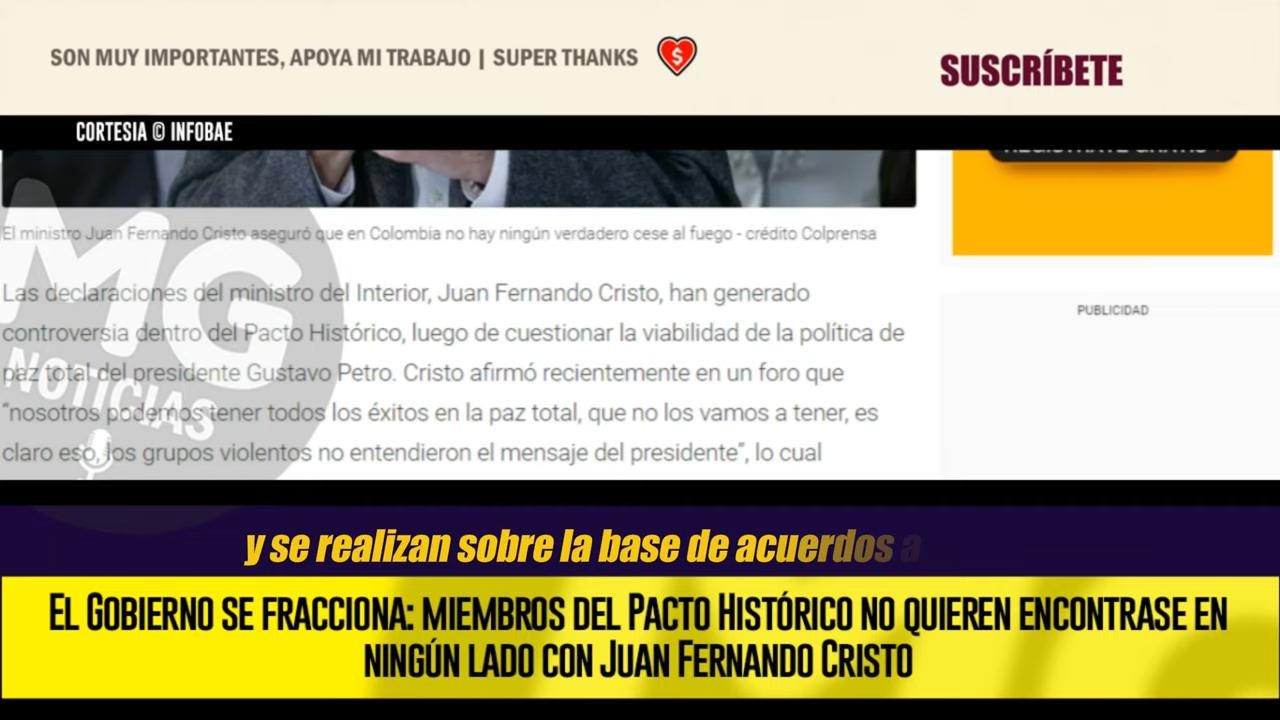 SON MUY IMPORTANTES, APOYA MI TRABAJO | SUPER THANKS
SUSCRÍBETE
CORTESIA © INFOBAE
REGÍSTRATE GRATIS
El ministro Juan Fernando Cristo aseguró que en Colombia no hay ningún verdadero cese al fuego - crédito Colprensa
Las declaraciones del ministro del Interior, Juan Fernando Cristo, han generado
controversia dentro del Pacto Histórico, luego de cuestionar la viabilidad de la política de
paz total del presidente Gustavo Petro. Cristo afirmó recientemente en un foro que
“nosotros podemos tener todos los éxitos en la paz total, que no los vamos a tener, es
claro eso, los grupos violentos no entendieron el mensaje del presidente”, lo cual
PUBLICIDAD
MG
NOTICIAS
y se realizan sobre la base de acuerdos a
EL GOBIERNO SE FRACCIONA: MIEMBROS DEL PACTO HISTÓRICO NO QUIEREN ENCONTRASE EN
NINGÚN LADO CON JUAN FERNANDO CRISTO